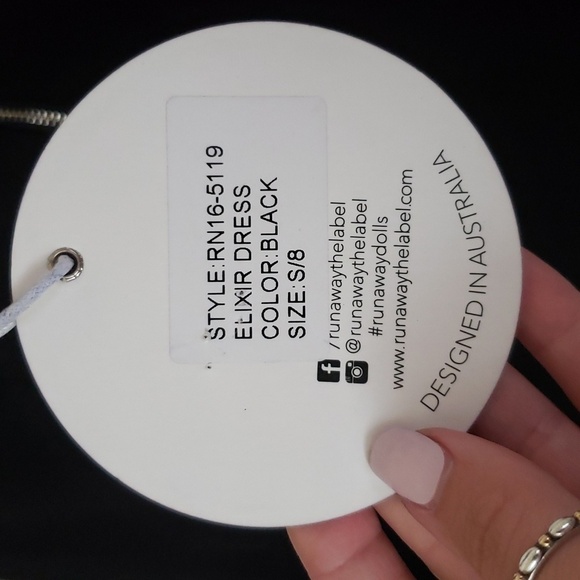 STYLE:RN16-5119
ELIXIR DRESS
COLOR:BLACK
SIZE:S/8
/runawaythelabel
@runawaythelabel
#runawaydolls
www.runawaythelabel.com
DESIGNED IN AUSTRALIA